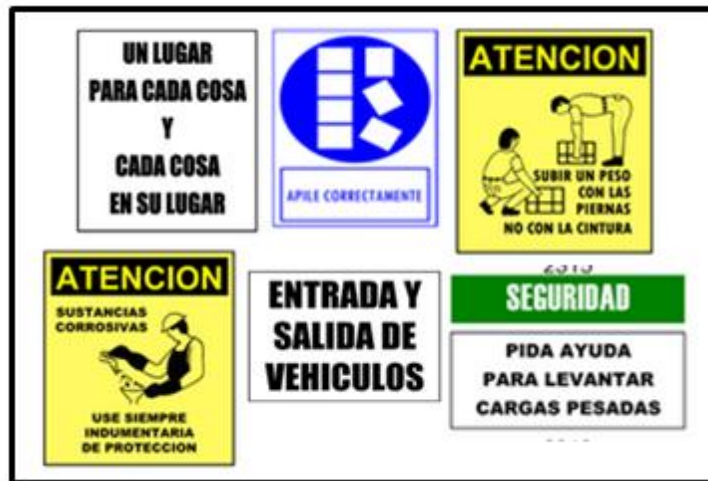 UN LUGAR
PARA CADA COSA
Y
CADA COSA
EN SU LUGAR
APILE CORRECTAMENTE
ATENCION
SUBIR UN PESO
CON LAS
PIERNAS
NO CON LA CINTURA
ATENCION
SUSTANCIAS
CORROSIVAS
USE SIEMPRE
INDUMENTARIA
DE PROTECCION
ENTRADA Y
SALIDA DE
VEHICULOS
SEGURIDAD
PIDA AYUDA
PARA LEVANTAR
CARGAS PESADAS